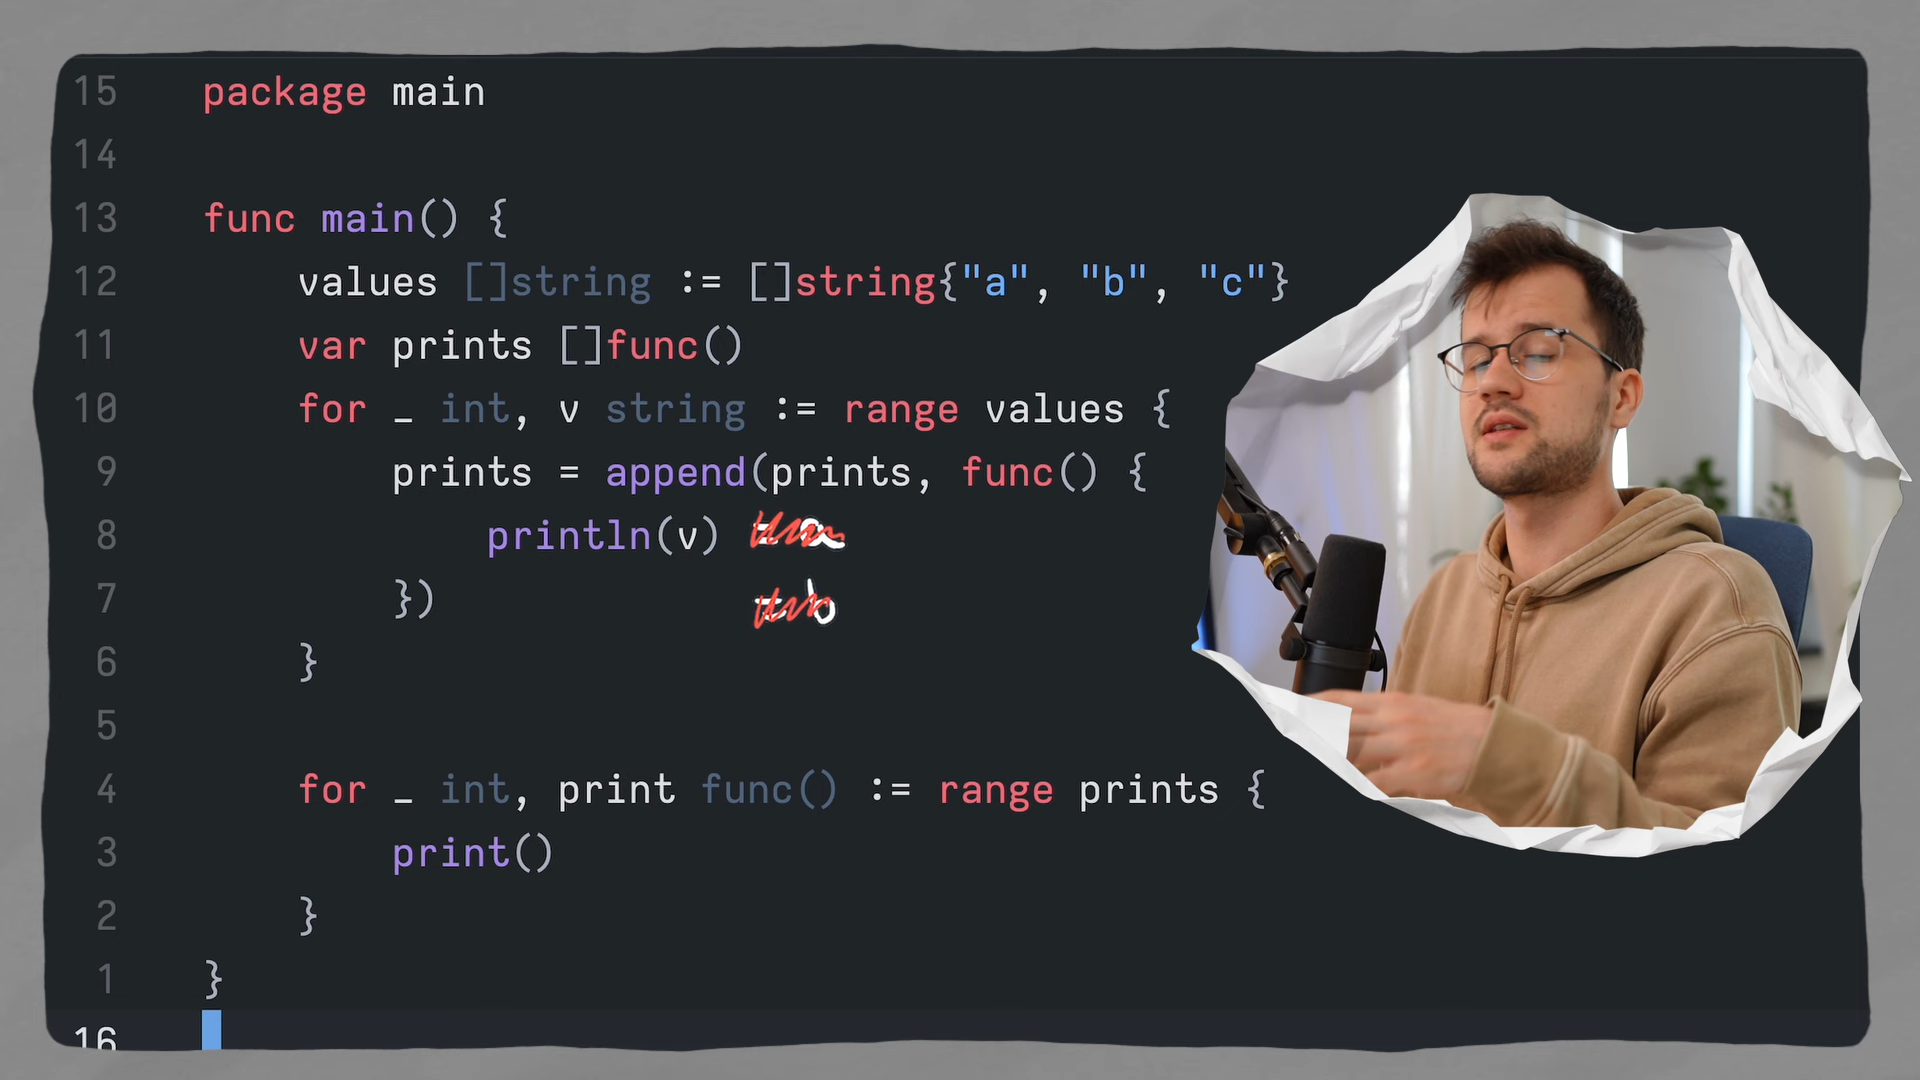 15 package main
14
13 func main() {
12 values []string := []string{"a", "b", "c"}
11 var prints []func()
10 for _ int, v string := range values {
9 prints = append(prints, func() {
8 println(v) = a
7 }) = b
6 }
5
4 for _ int, print func() := range prints {
3 print()
2 }
1 }
16